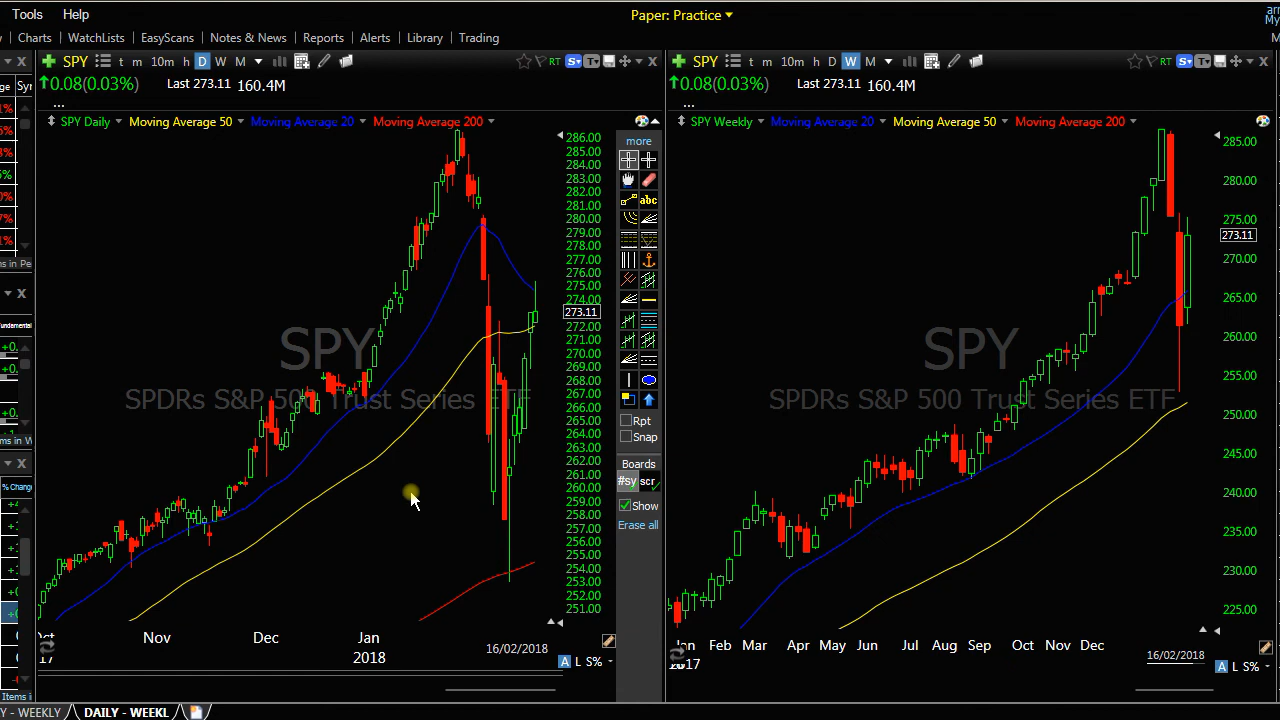 Tools Help
Paper: Practice
Charts WatchLists EasyScans Notes & News Reports Alerts Library Trading
SPY t m 10m h D W M RT S T
0.08(0.03%) Last 273.11 160.4M
...
SPY Daily Moving Average 50 Moving Average 20 Moving Average 200
286.00
285.00
284.00
283.00
282.00
281.00
280.00
279.00
278.00
277.00
276.00
275.00
274.00
273.11
272.00
271.00
270.00
269.00
268.00
267.00
266.00
265.00
264.00
263.00
262.00
261.00
260.00
259.00
258.00
257.00
256.00
255.00
254.00
253.00
252.00
251.00
SPY
SPDRs S&P 500 Trust Series ETF
Nov Dec Jan
2018
16/02/2018
A L S%
more
abc
Rpt
Snap
Boards
#sy scr
Show
Erase all
SPY t m 10m h D W M RT S T
0.08(0.03%) Last 273.11 160.4M
...
SPY Weekly Moving Average 20 Moving Average 50 Moving Average 200
285.00
280.00
275.00
273.11
270.00
265.00
260.00
255.00
250.00
245.00
240.00
235.00
230.00
225.00
SPY
SPDRs S&P 500 Trust Series ETF
Jan Feb Mar Apr May Jun Jul Aug Sep Oct Nov Dec
2017
16/02/2018
A L S%
Y - WEEKLY DAILY - WEEKL